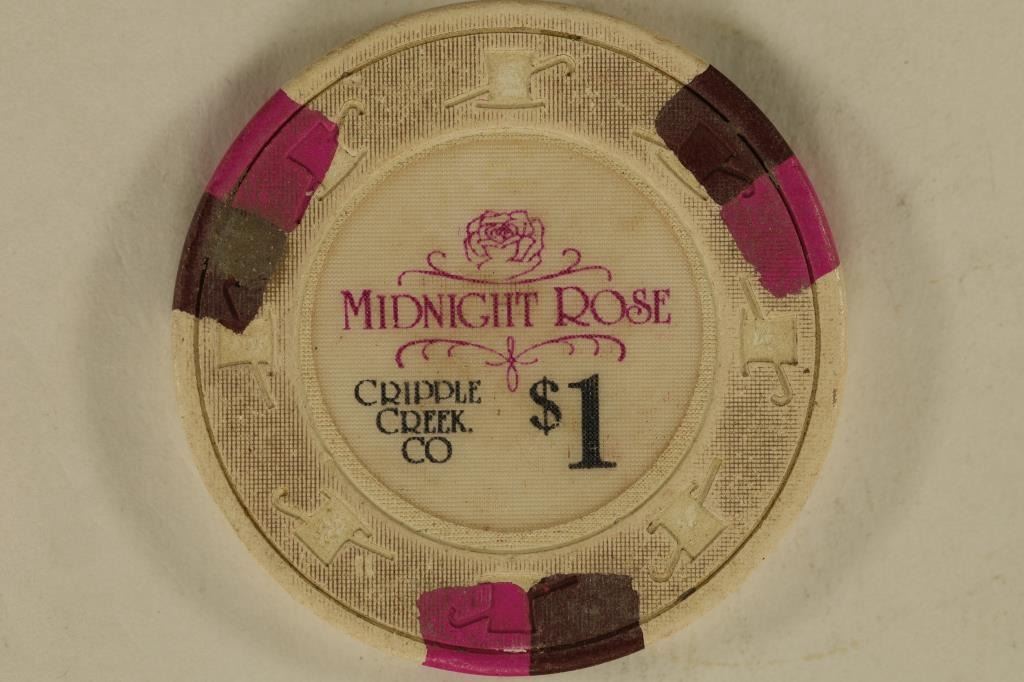 MIDNIGHT ROSE
CRIPPLE
CREEK.
CO
$1